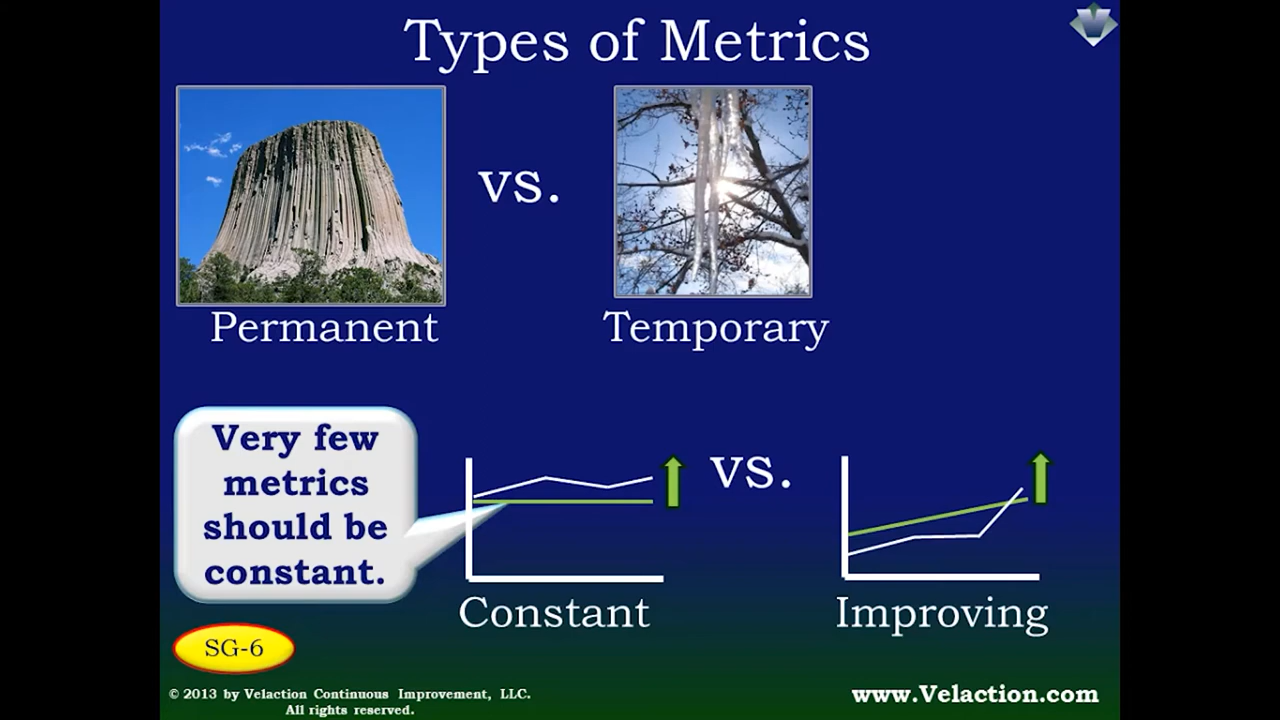 Types of Metrics
vs.
Permanent
Temporary
Very few
metrics
should be
constant.
vs.
Constant
Improving
SG-6
© 2013 by Velaction Continuous Improvement, LLC.
All rights reserved.
www.Velaction.com